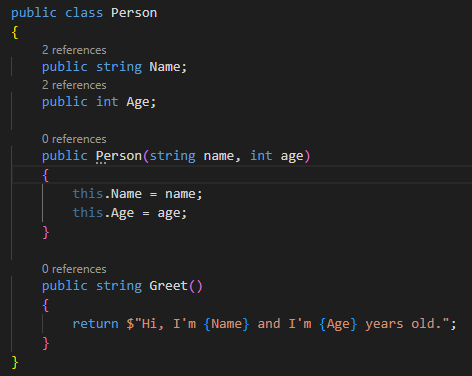 public class Person
{
2 references
public string Name;
2 references
public int Age;
0 references
public Person(string name, int age)
{
this.Name = name;
this.Age = age;
}
0 references
public string Greet()
{
return $"Hi, I'm {Name} and I'm {Age} years old.";
}
}